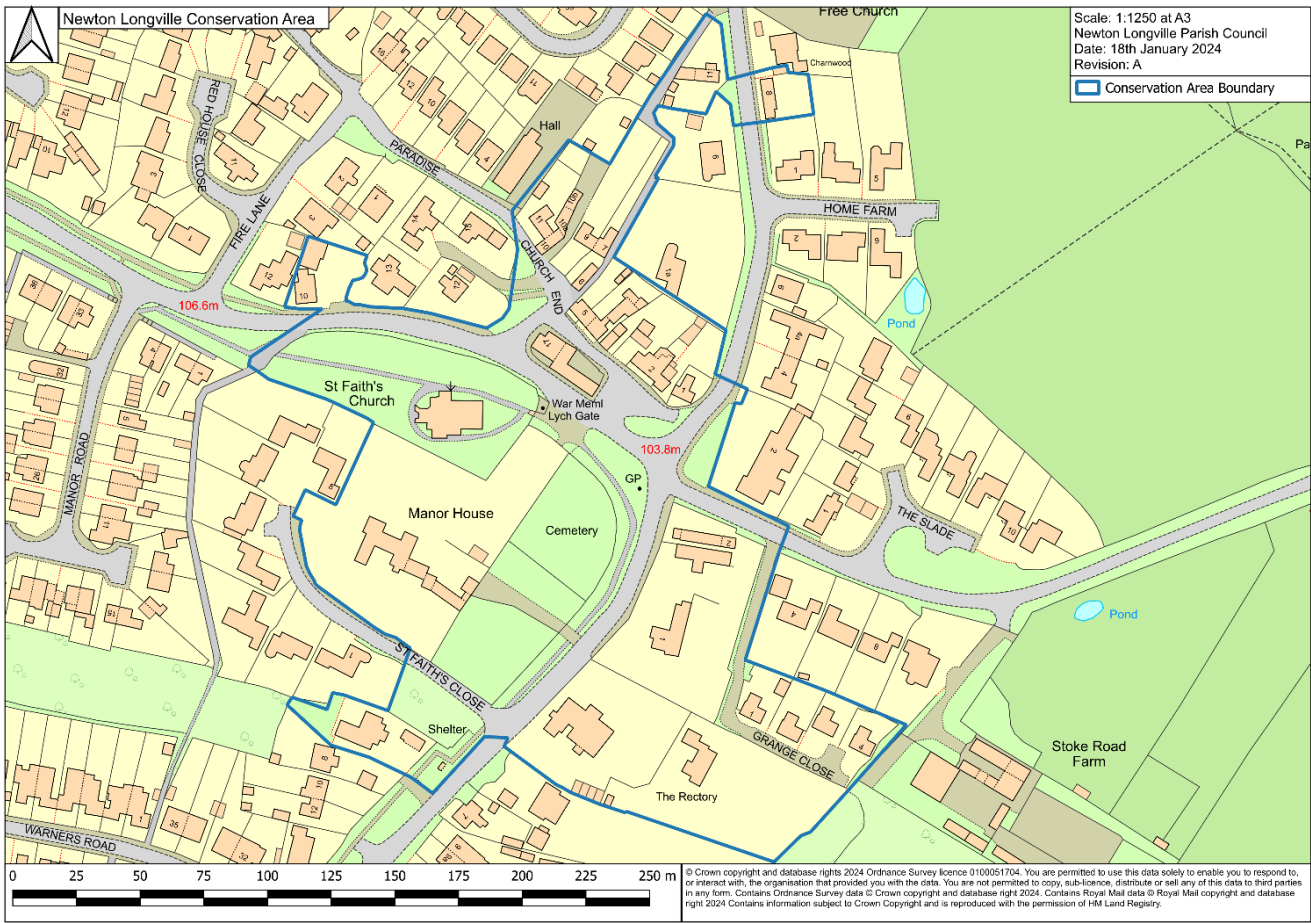 Newton Longville Conservation Area
Free Church
Scale: 1:1250 at A3
Newton Longville Parish Council
Date: 18th January 2024
Revision: A
Conservation Area Boundary
Charnwood
RED HOUSE CLOSE
Hall
PARADISE
FIRE LANE
CHURCH END
HOME FARM
Pa
Pond
106.6m
St Faith's
Church
War Meml
Lych Gate
103.8m
GP
MANOR ROAD
Manor House
Cemetery
THE SLADE
Pond
ST FAITH'S CLOSE
Shelter
GRANGE CLOSE
The Rectory
Stoke Road
Farm
WARNERS ROAD
0 25 50 75 100 125 150 175 200 225 250 m
© Crown copyright and database rights 2024 Ordnance Survey licence 0100051704. You are permitted to use this data solely to enable you to respond to,
or interact with, the organisation that provided you with the data. You are not permitted to copy, sub-licence, distribute or sell any of this data to third parties
in any form. Contains Ordnance Survey data © Crown copyright and database right 2024. Contains Royal Mail data © Royal Mail copyright and database
right 2024 Contains information subject to Crown Copyright and is reproduced with the permission of HM Land Registry.